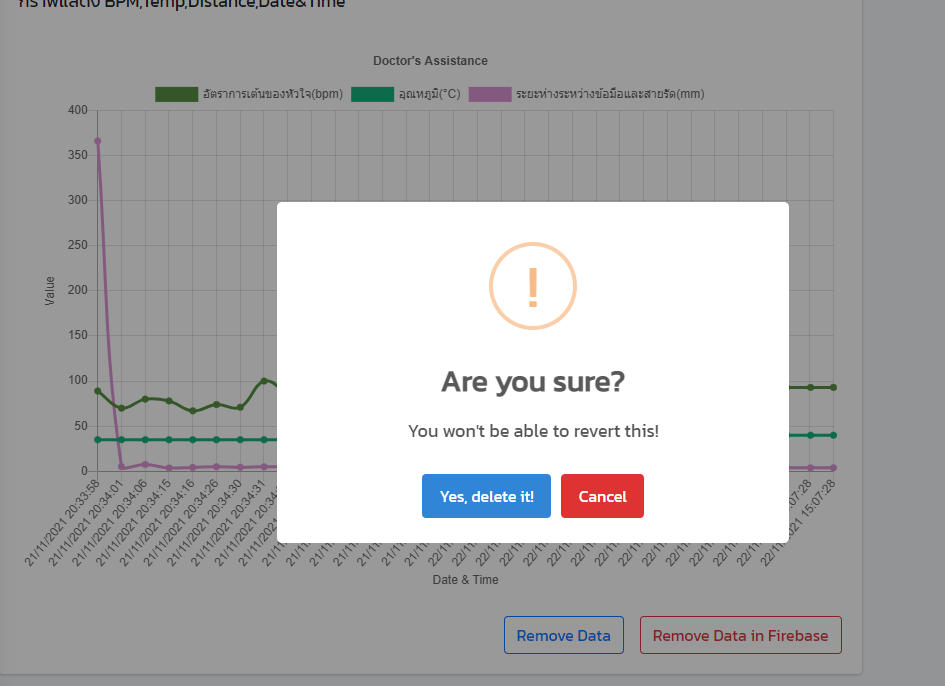 BPM,Temp,Distance,Date&Time
Doctor's Assistance
อัตราการเต้นของหัวใจ(bpm) อุณหภูมิ(°C) ระยะห่างระหว่างข้อมือและสายรัด(mm)
400
350
300
250
200
150
100
50
0
Value
21/11/2021 20:33:58
21/11/2021 20:34:01
21/11/2021 20:34:06
21/11/2021 20:34:15
21/11/2021 20:34:16
21/11/2021 20:34:26
21/11/2021 20:34:30
21/11/2021 20:34:31
Date & Time
!
Are you sure?
You won't be able to revert this!
Yes, delete it! Cancel
Remove Data Remove Data in Firebase